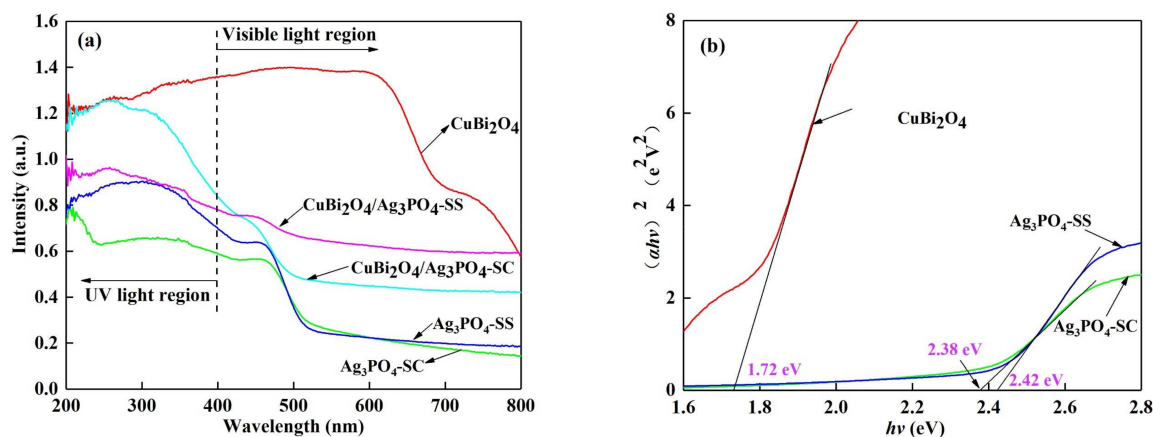 (a)
Visible light region
UV light region
CuBi₂O₄
CuBi₂O₄/Ag₃PO₄-SS
CuBi₂O₄/Ag₃PO₄-SC
Ag₃PO₄-SS
Ag₃PO₄-SC
Intensity (a.u.)
1.6
1.4
1.2
1.0
0.8
0.6
0.4
0.2
0.0
200 300 400 500 600 700 800
Wavelength (nm)
(b)
CuBi₂O₄
Ag₃PO₄-SS
Ag₃PO₄-SC
1.72 eV
2.38 eV
2.42 eV
(αhν)² (e²V²)
8
6
4
2
0
1.6 1.8 2.0 2.2 2.4 2.6 2.8
hν (eV)